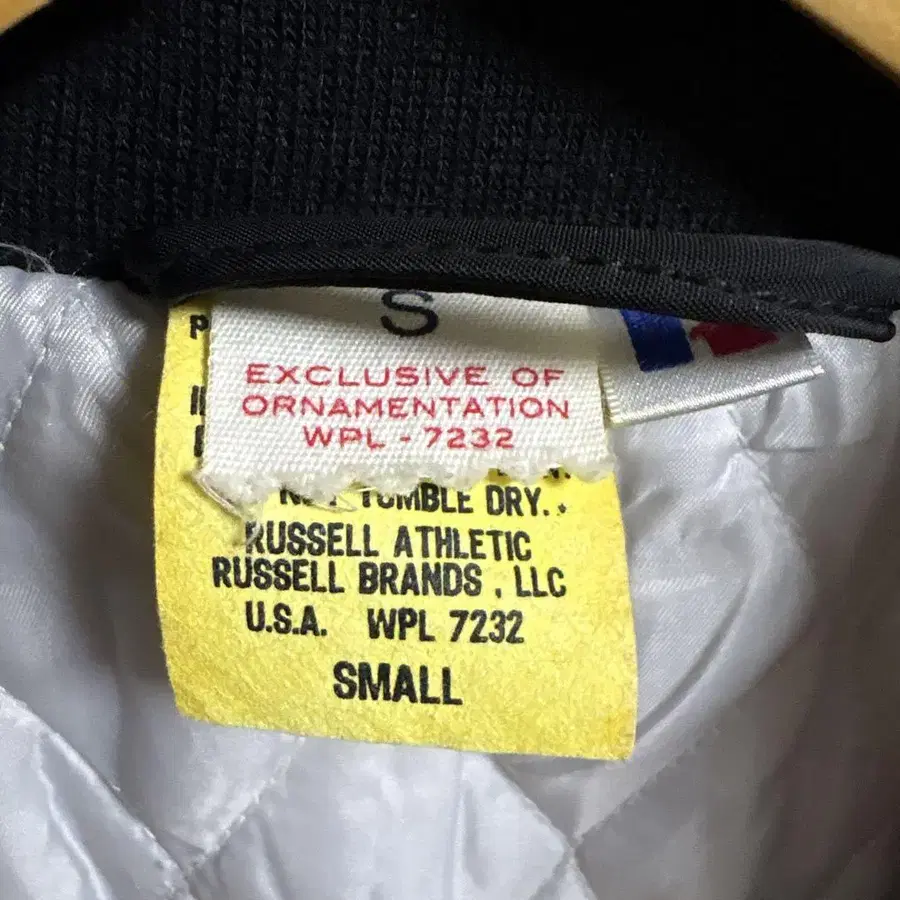 S
EXCLUSIVE OF
ORNAMENTATION
WPL - 7232
TUMBLE DRY.
RUSSELL ATHLETIC
RUSSELL BRANDS, LLC
U.S.A. WPL 7232
SMALL